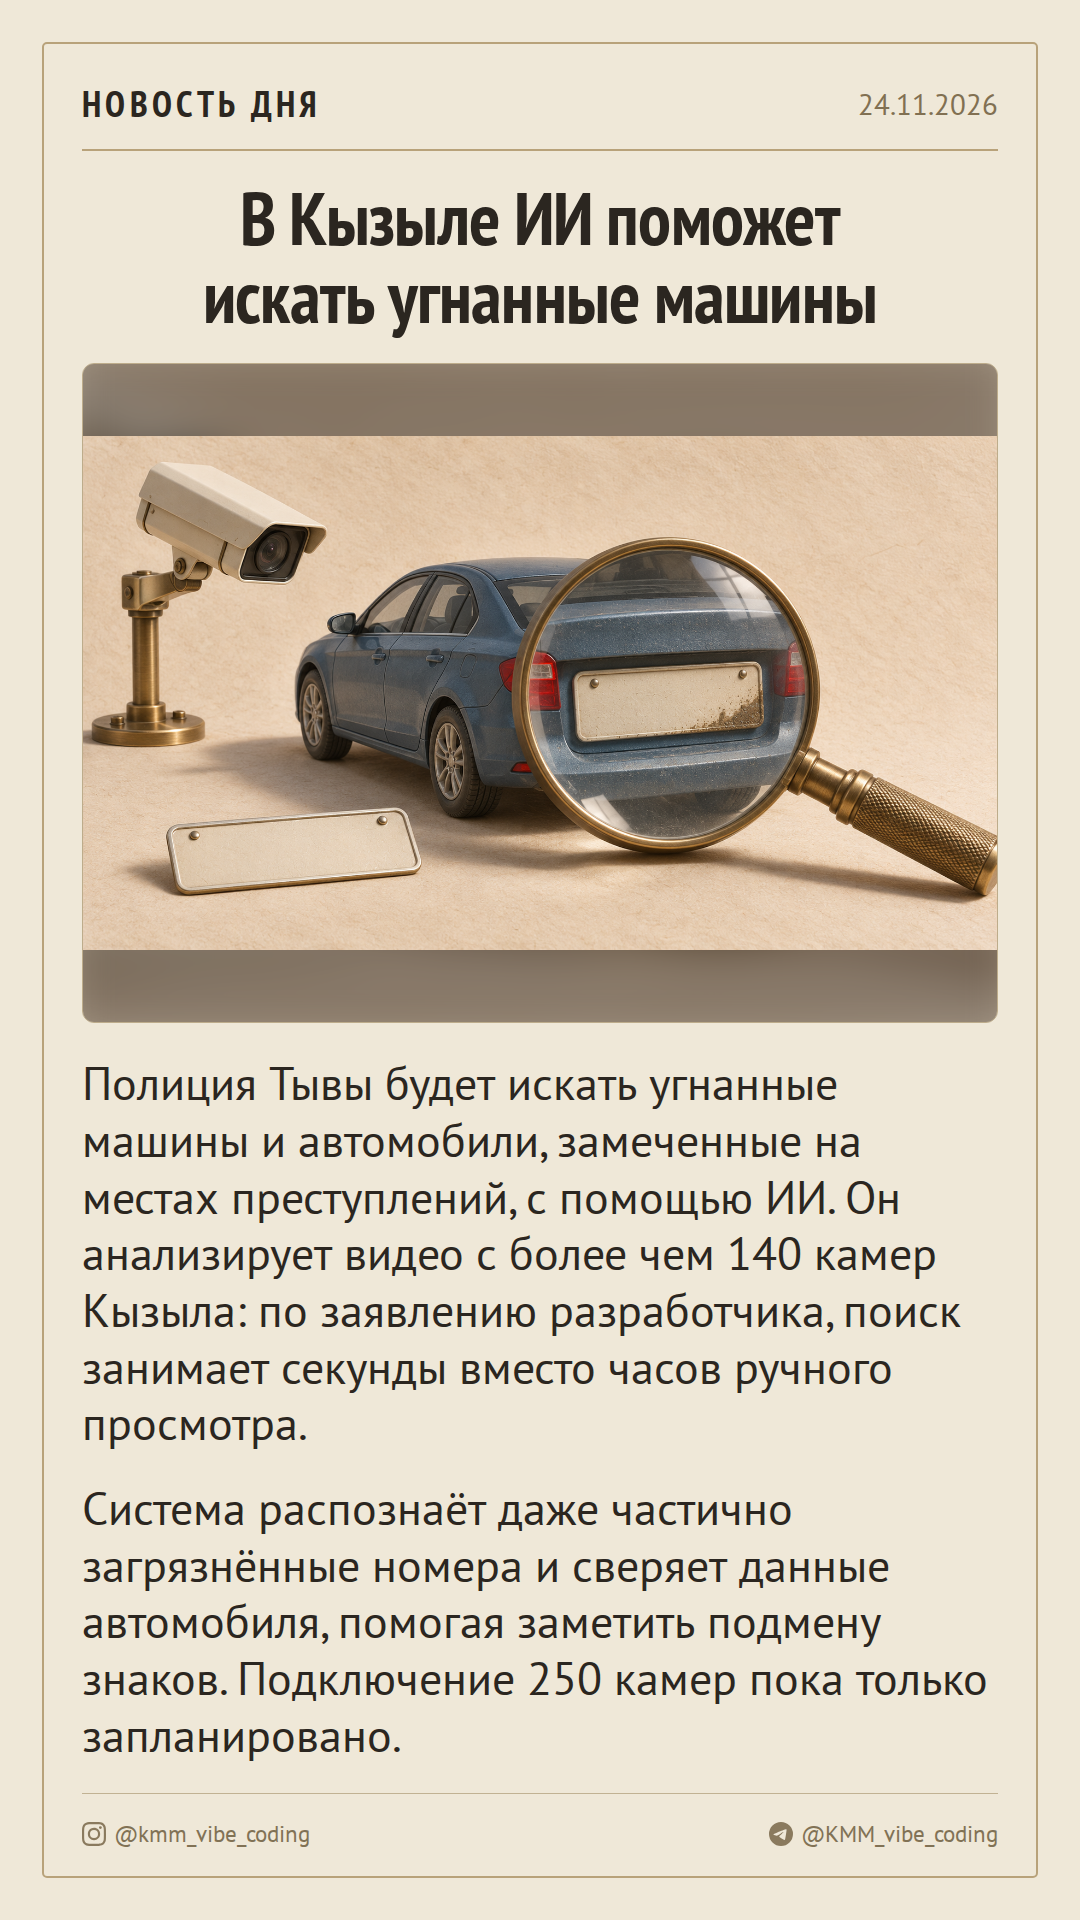 НОВОСТЬ ДНЯ
24.11.2026
В Кызыле ИИ поможет
искать угнанные машины
Полиция Тывы будет искать угнанные
машины и автомобили, замеченные на
местах преступлений, с помощью ИИ. Он
анализирует видео с более чем 140 камер
Кызыла: по заявлению разработчика, поиск
занимает секунды вместо часов ручного
просмотра.
Система распознаёт даже частично
загрязнённые номера и сверяет данные
автомобиля, помогая заметить подмену
знаков. Подключение 250 камер пока только
запланировано.
@kmm_vibe_coding
@KMM_vibe_coding